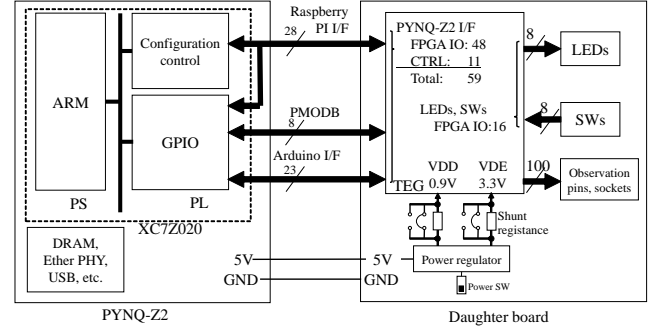 Raspberry
PI I/F
28
Configuration
control
ARM
GPIO
PMODB
8
Arduino I/F
23
PS
PL
XC7Z020
DRAM,
Ether PHY,
USB, etc.
5V
GND
PYNQ-Z2
PYNQ-Z2 I/F
FPGA IO: 48
CTRL: 11
Total: 59
LEDs, SWs
FPGA IO:16
VDD
VDE
TEG
0.9V
3.3V
8
LEDs
8
SWs
100
Observation
pins, sockets
Shunt
registance
5V
GND
Power regulator
Power SW
Daughter board